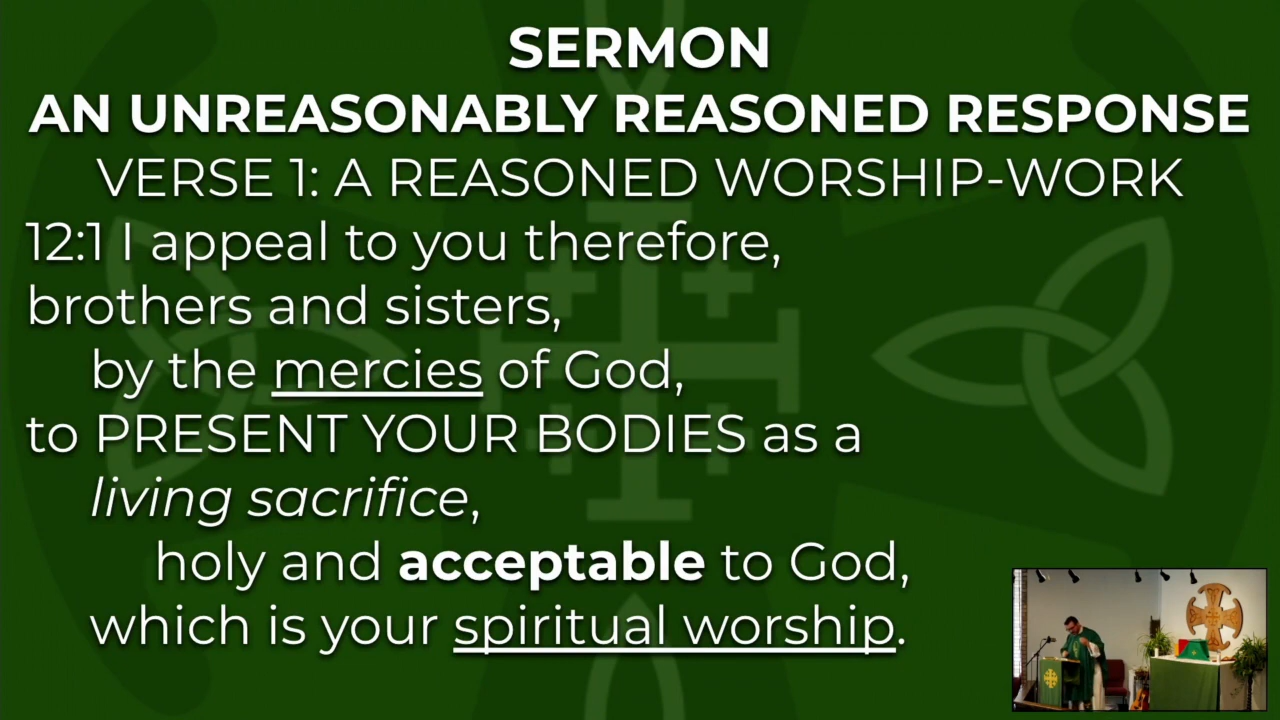 SERMON
AN UNREASONABLY REASONED RESPONSE
VERSE 1: A REASONED WORSHIP-WORK
12:1 I appeal to you therefore,
brothers and sisters,
by the mercies of God,
to PRESENT YOUR BODIES as a
living sacrifice,
holy and acceptable to God,
which is your spiritual worship.